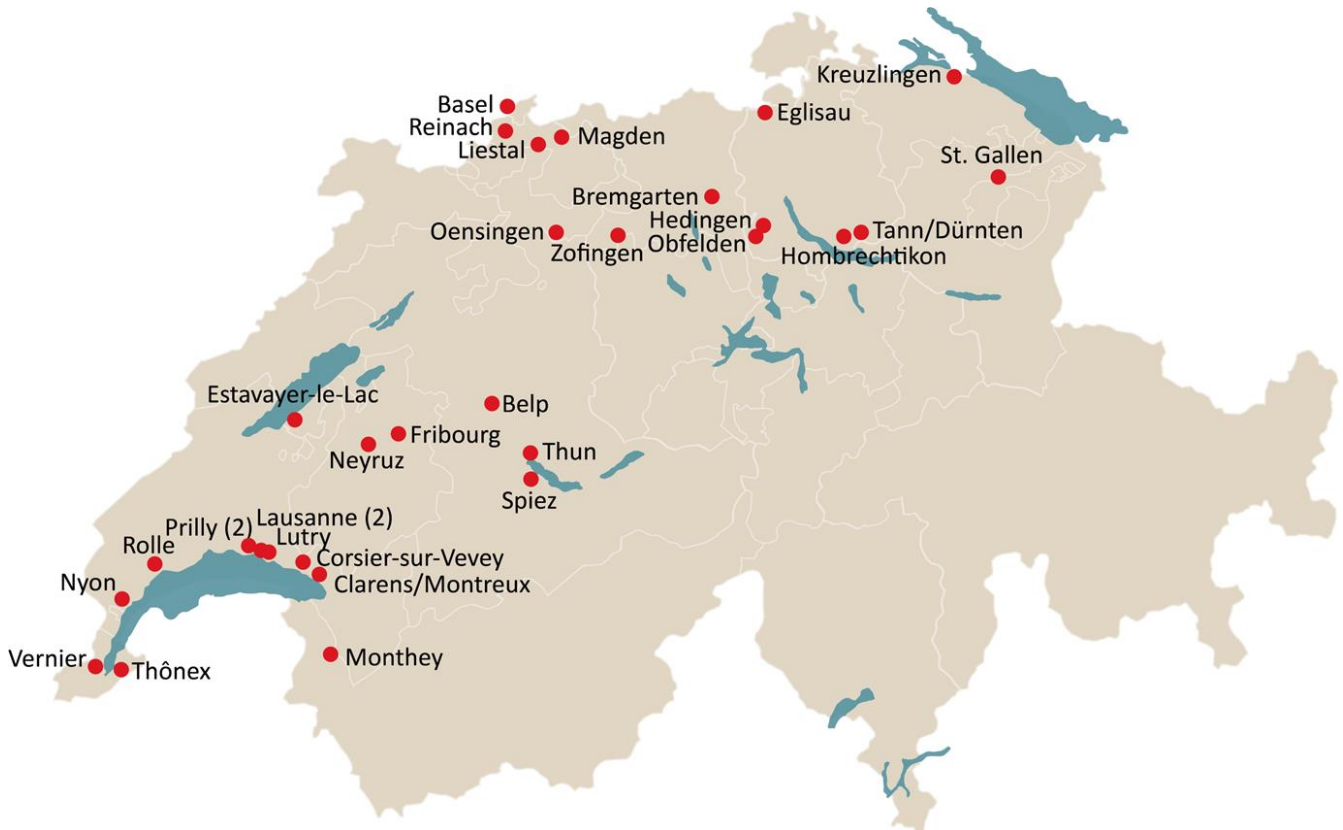 Kreuzlingen
Basel
Eglisau
Reinach
Magden
Liestal
St. Gallen
Bremgarten
Hedingen
Oensingen
Tann/Dürnten
Obfelden
Zofingen
Hombrechtikon
Estavayer-le-Lac
Belp
Fribourg
Neyruz
Thun
Spiez
Lausanne (2)
Prilly (2)
Lutry
Rolle
Corsier-sur-Vevey
Nyon
Clarens/Montreux
Vernier
Thônex
Monthey